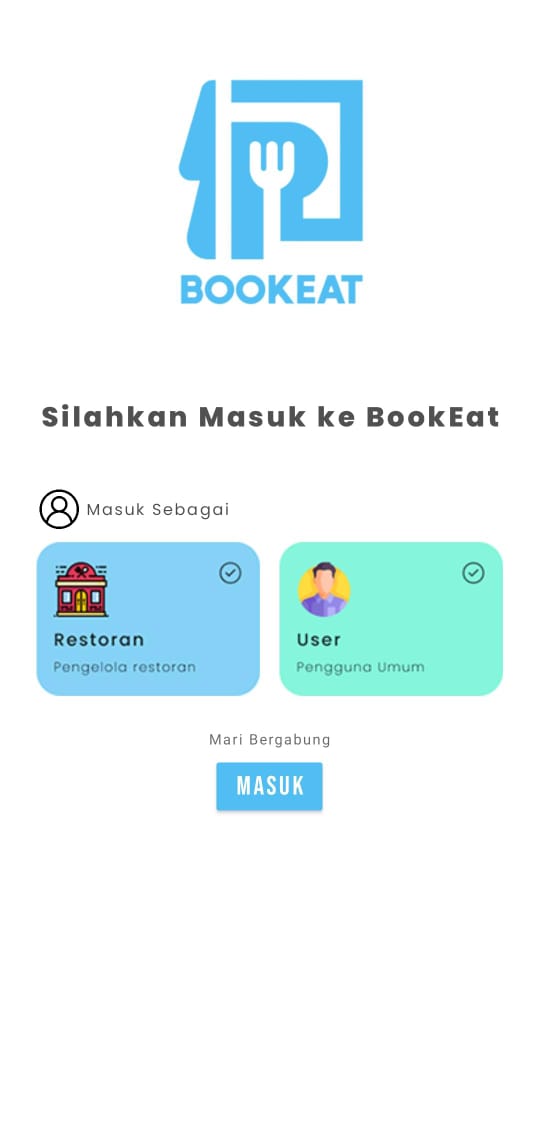 BOOKEAT
Silahkan Masuk ke BookEat
Masuk Sebagai
Restoran
Pengelola restoran
User
Pengguna Umum
Mari Bergabung
MASUK